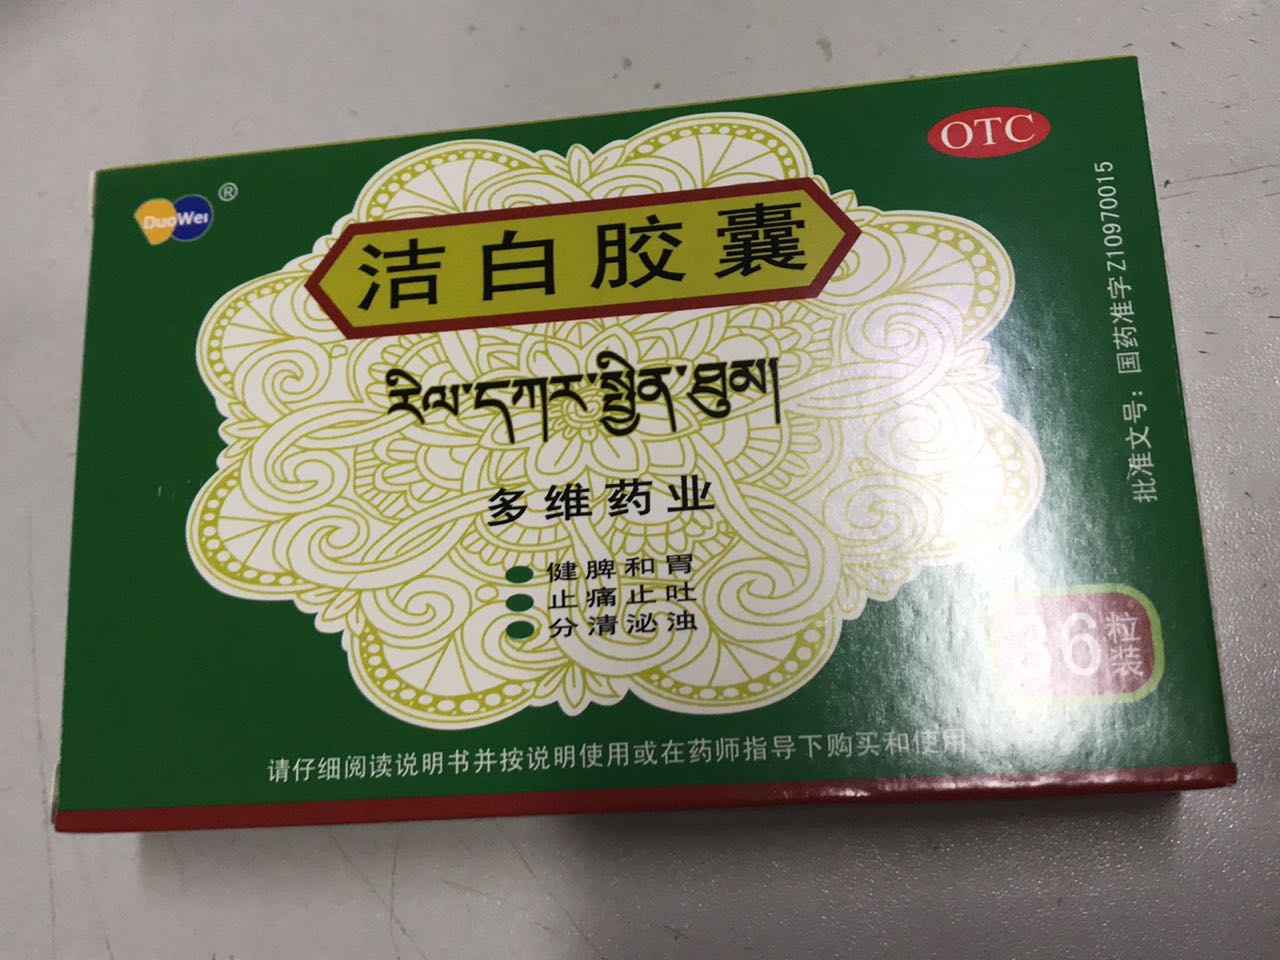 DuoWei ®
OTC
洁白胶囊
རིལ་དཀར་སྤྱིན་ཤུམ།
多维药业
健脾和胃
止痛止吐
分清泌浊
批准文号：国药准字Z10970015
36粒装
请仔细阅读说明书并按说明使用或在药师指导下购买和使用